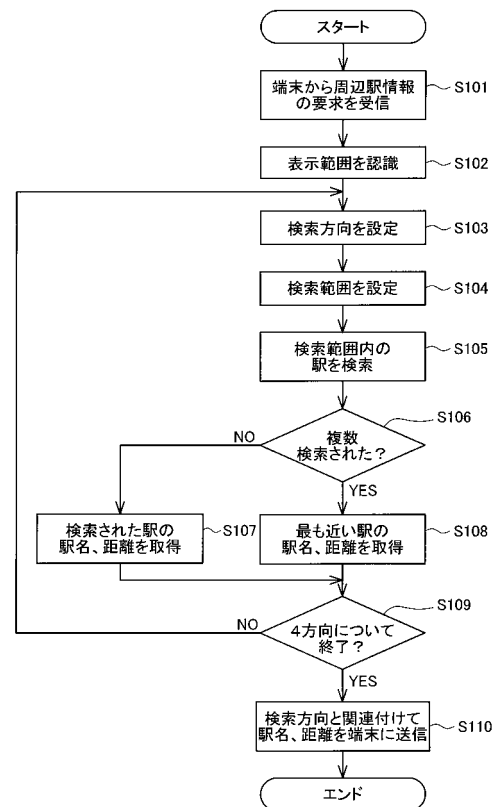 スタート
端末から周辺駅情報
の要求を受信
S101
表示範囲を認識
S102
検索方向を設定
S103
検索範囲を設定
S104
検索範囲内の
駅を検索
S105
複数
検索された?
S106
NO
YES
検索された駅の
駅名、距離を取得
S107
最も近い駅の
駅名、距離を取得
S108
4方向について
終了?
S109
NO
YES
検索方向と関連付けて
駅名、距離を端末に送信
S110
エンド